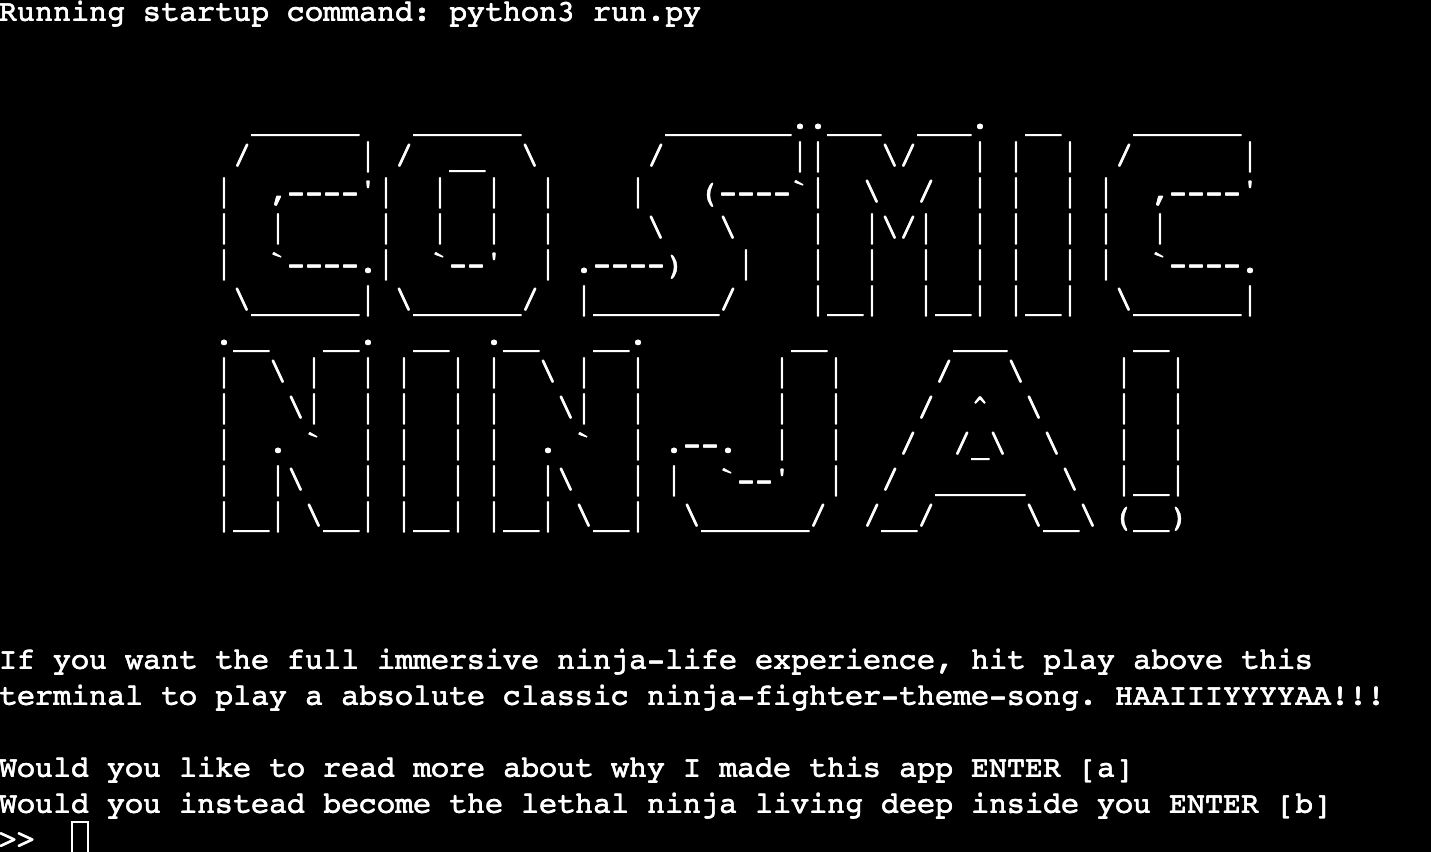 Running startup command: python3 run.py
COSMIC
NINJA!
If you want the full immersive ninja-life experience, hit play above this
terminal to play a absolute classic ninja-fighter-theme-song. HAAIIIYYYYAA!!!
Would you like to read more about why I made this app ENTER [a]
Would you instead become the lethal ninja living deep inside you ENTER [b]
>>